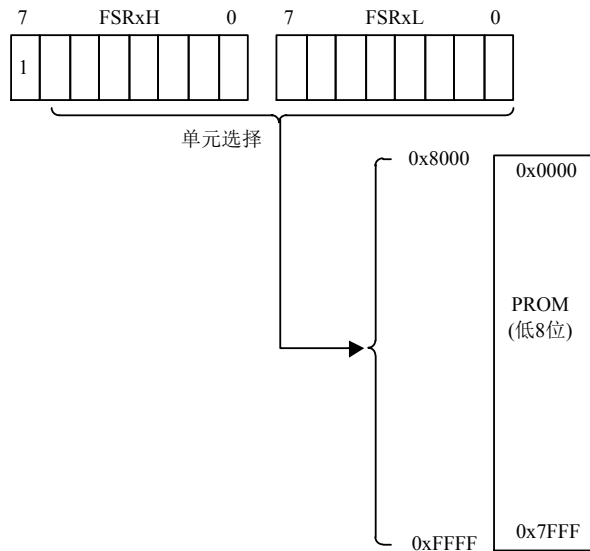 7 FSRxH 0 7 FSRxL 0
1
单元选择
0x8000
0x0000
PROM
(低8位)
0x7FFF
0xFFFF